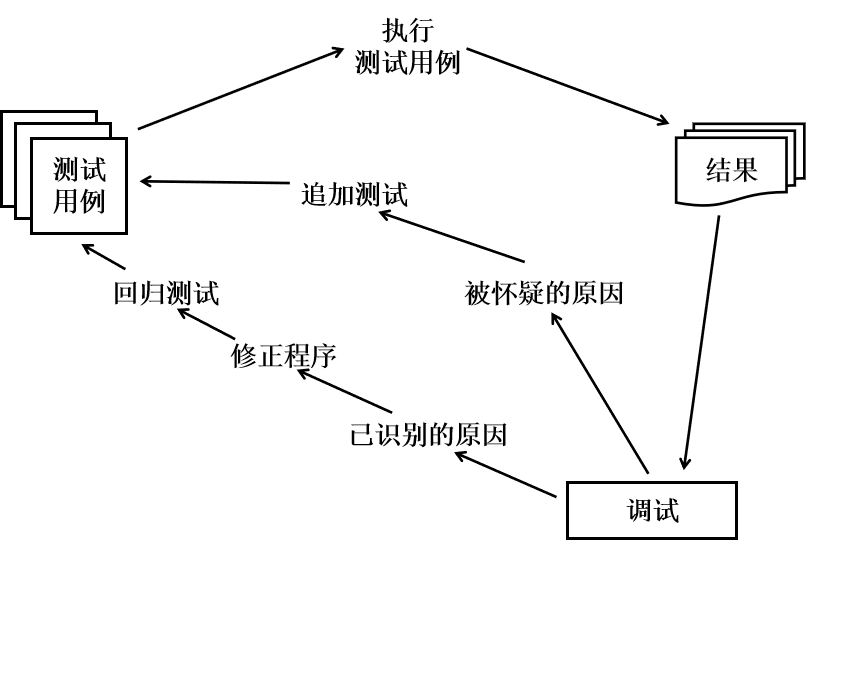 执行
测试用例
测试
用例
结果
追加测试
回归测试
被怀疑的原因
修正程序
已识别的原因
调试